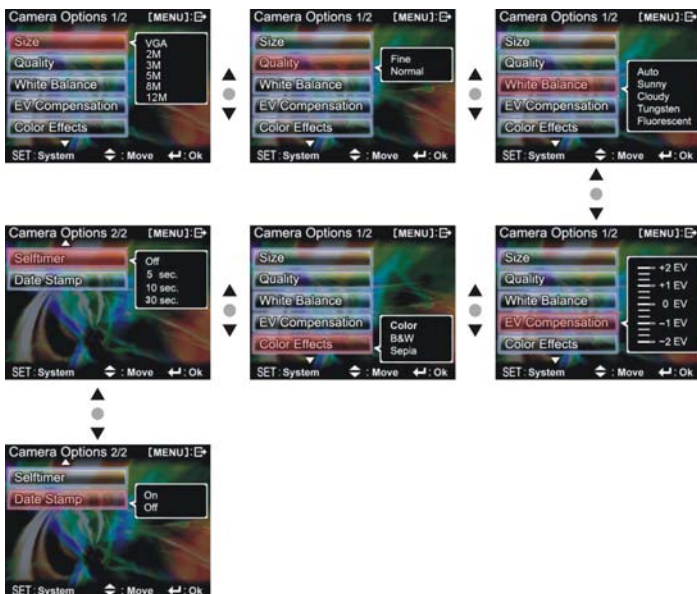 Camera Options 1/2 [MENU]:
Size
Quality
White Balance
EV Compensation
Color Effects
VGA
2M
3M
5M
8M
12M
SET:System : Move : Ok
Camera Options 1/2 [MENU]:
Size
Quality
White Balance
EV Compensation
Color Effects
Fine
Normal
SET:System : Move : Ok
Camera Options 1/2 [MENU]:
Size
Quality
White Balance
EV Compensation
Color Effects
Auto
Sunny
Cloudy
Tungsten
Fluorescent
SET:System : Move : Ok
Camera Options 2/2 [MENU]:
Selftimer
Date Stamp
Off
5 sec.
10 sec.
30 sec.
SET:System : Move : Ok
Camera Options 1/2 [MENU]:
Size
Quality
White Balance
EV Compensation
Color Effects
Color
B&W
Sepia
SET:System : Move : Ok
Camera Options 1/2 [MENU]:
Size
Quality
White Balance
EV Compensation
Color Effects
+2 EV
+1 EV
0 EV
-1 EV
-2 EV
SET:System : Move : Ok
Camera Options 2/2 [MENU]:
Selftimer
Date Stamp
On
Off
SET:System : Move : Ok